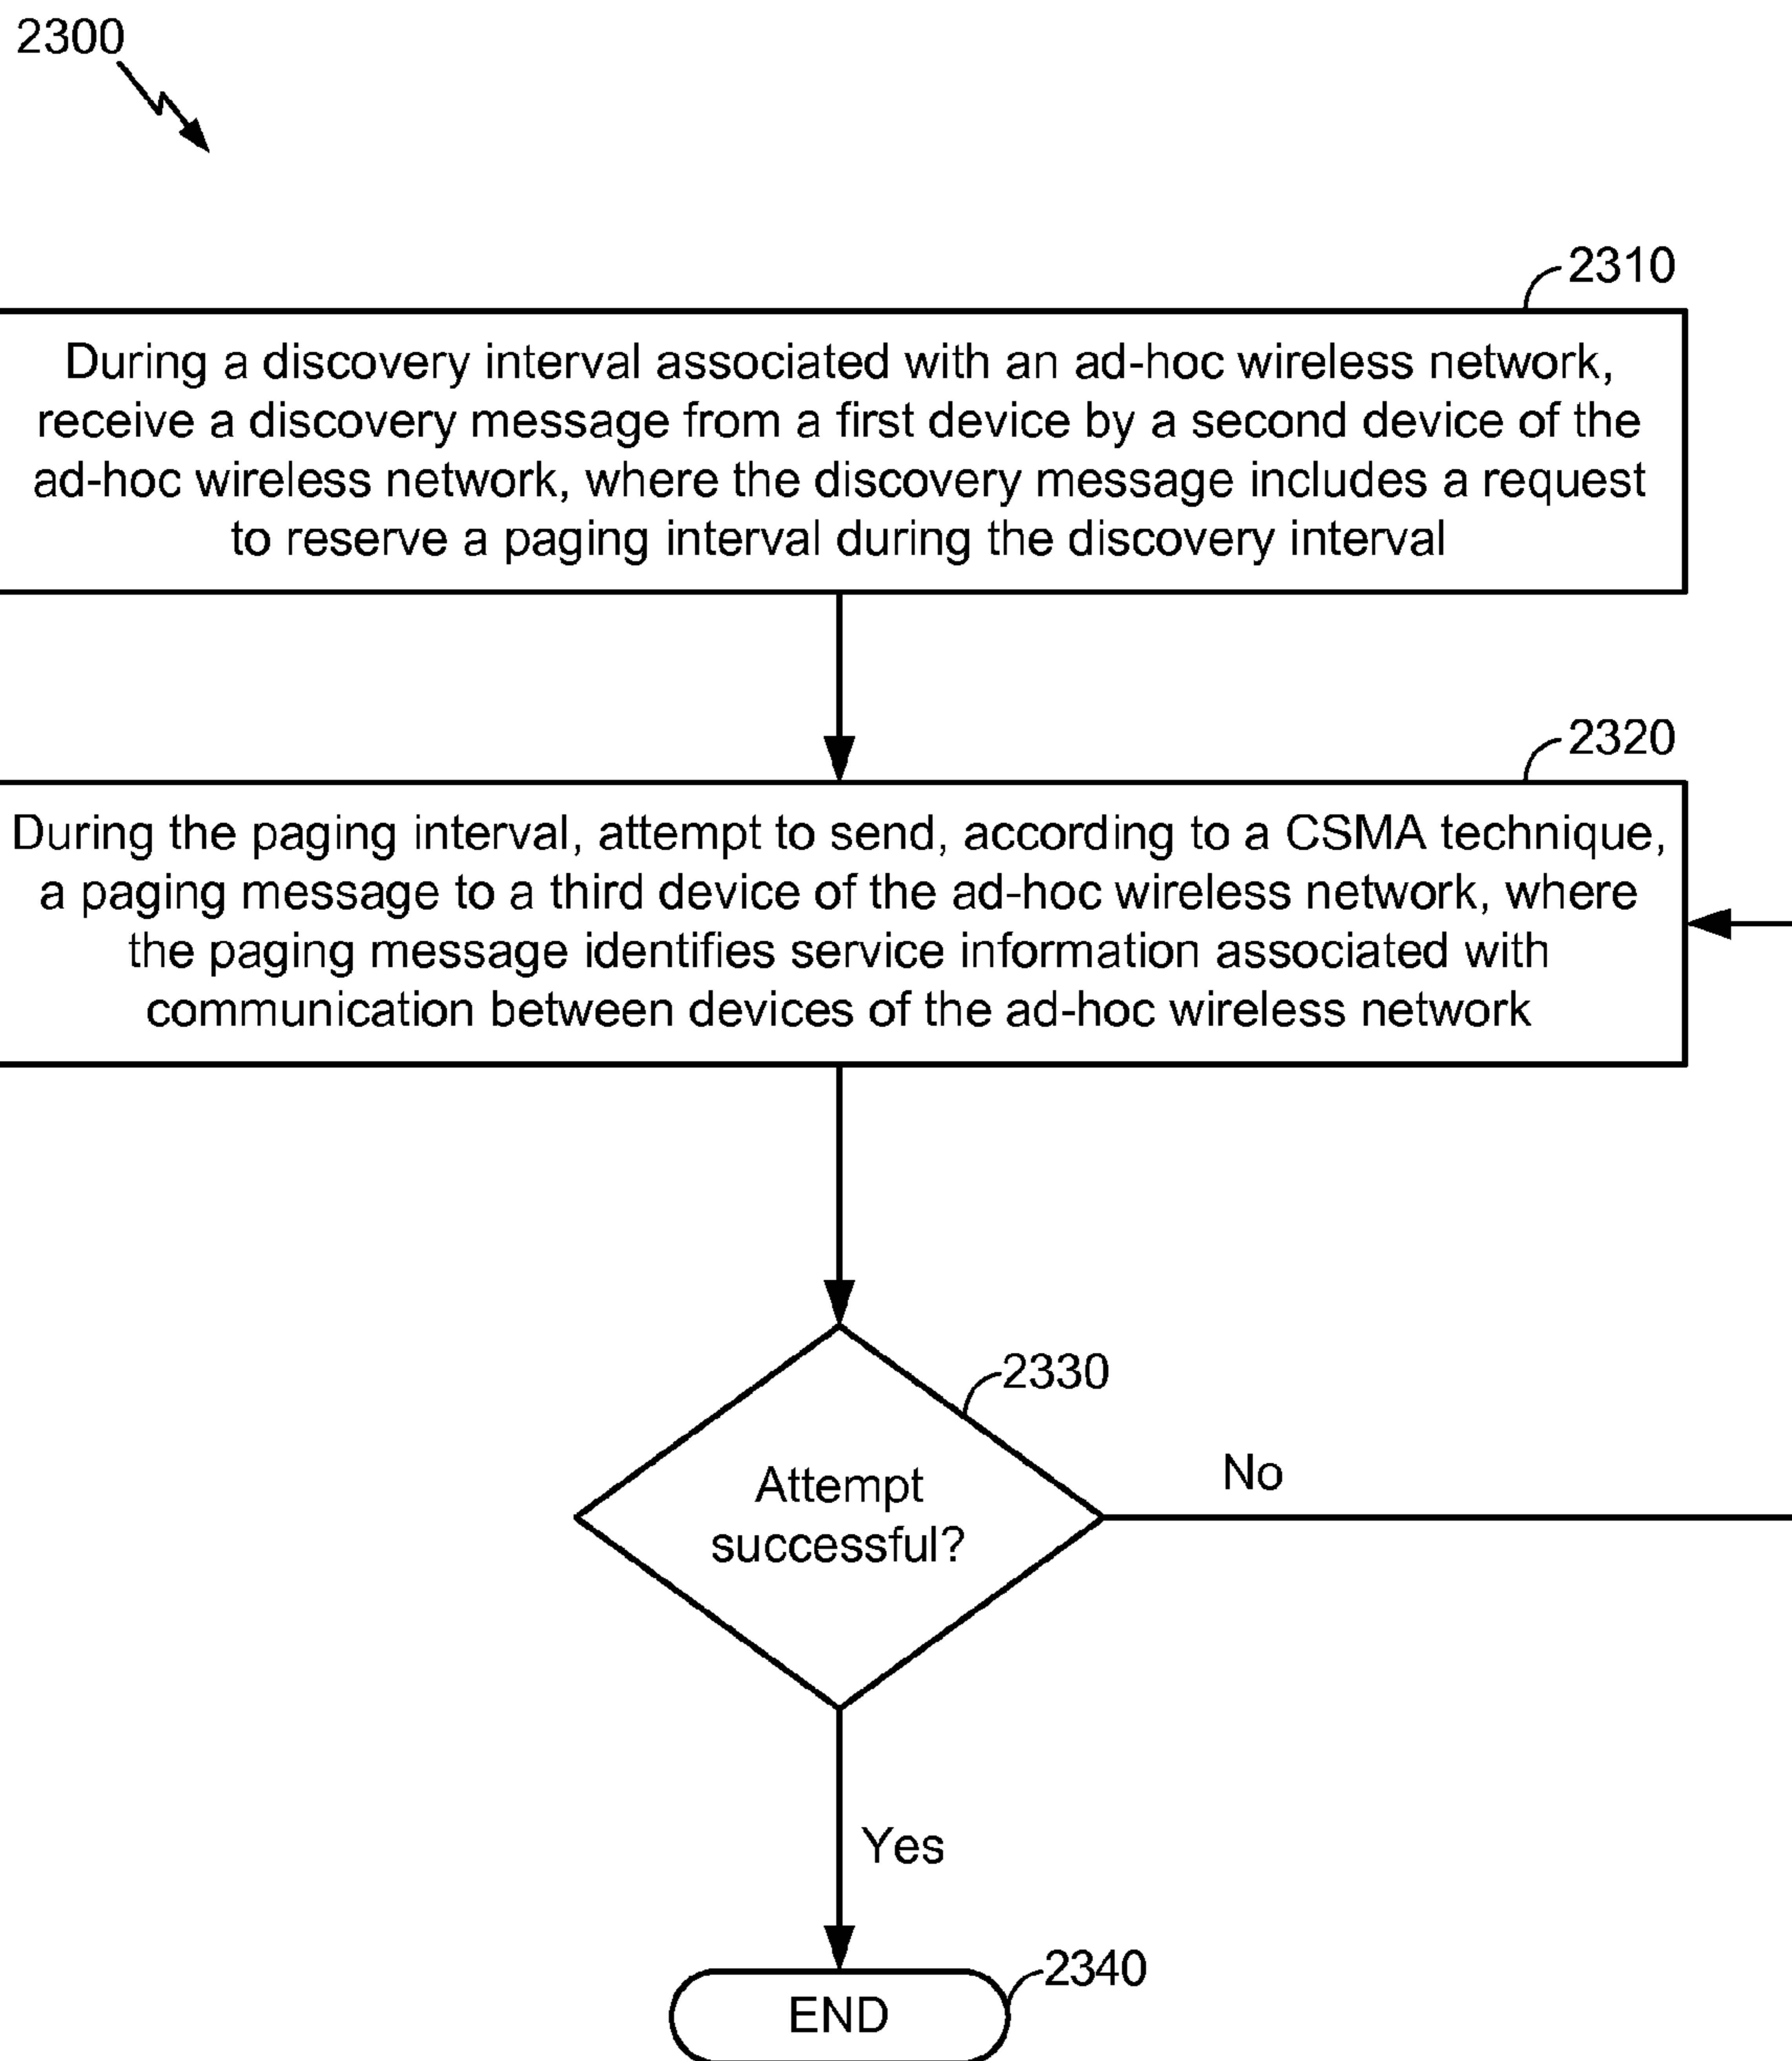 2300
2310
During a discovery interval associated with an ad-hoc wireless network,
receive a discovery message from a first device by a second device of the
ad-hoc wireless network, where the discovery message includes a request
to reserve a paging interval during the discovery interval
2320
During the paging interval, attempt to send, according to a CSMA technique,
a paging message to a third device of the ad-hoc wireless network, where
the paging message identifies service information associated with
communication between devices of the ad-hoc wireless network
2330
Attempt
successful?
No
Yes
2340
END